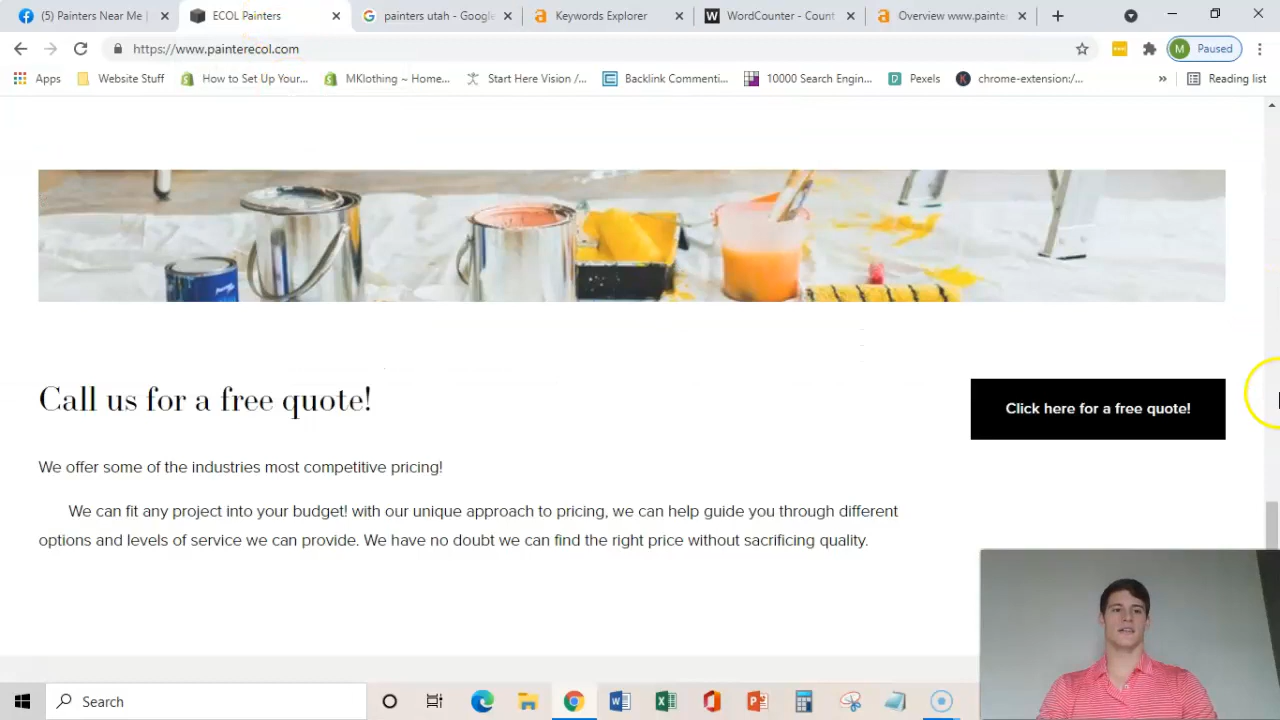 (5) Painters Near Me |
ECOL Painters
painters utah - Google
Keywords Explorer
WordCounter - Count
Overview www.painte
https://www.painterecol.com
M
Paused
Apps
Website Stuff
How to Set Up Your...
MKlothing ~ Home...
Start Here Vision /...
Backlink Commenti...
10000 Search Engin...
Pexels
chrome-extension:/...
»
Reading list
Call us for a free quote!
Click here for a free quote!
We offer some of the industries most competitive pricing!
We can fit any project into your budget! with our unique approach to pricing, we can help guide you through different
options and levels of service we can provide. We have no doubt we can find the right price without sacrificing quality.
Search